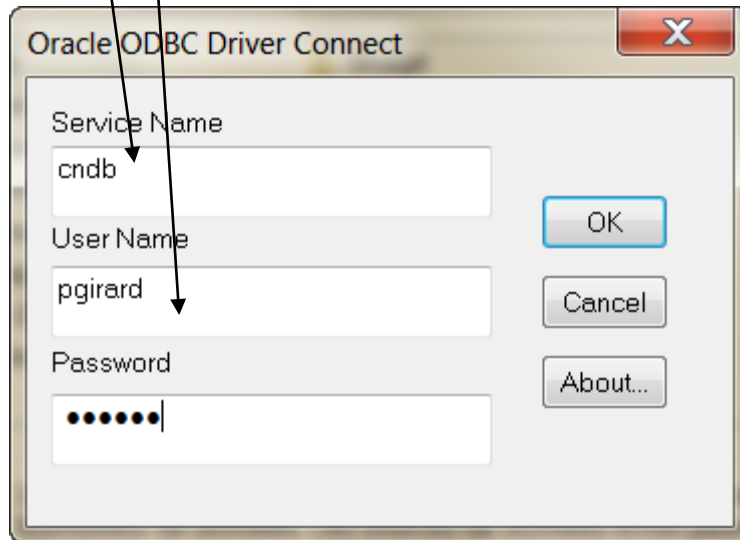 Oracle ODBC Driver Connect
Service Name
cndb
OK
User Name
pgirard
Cancel
Password
About...
••••••